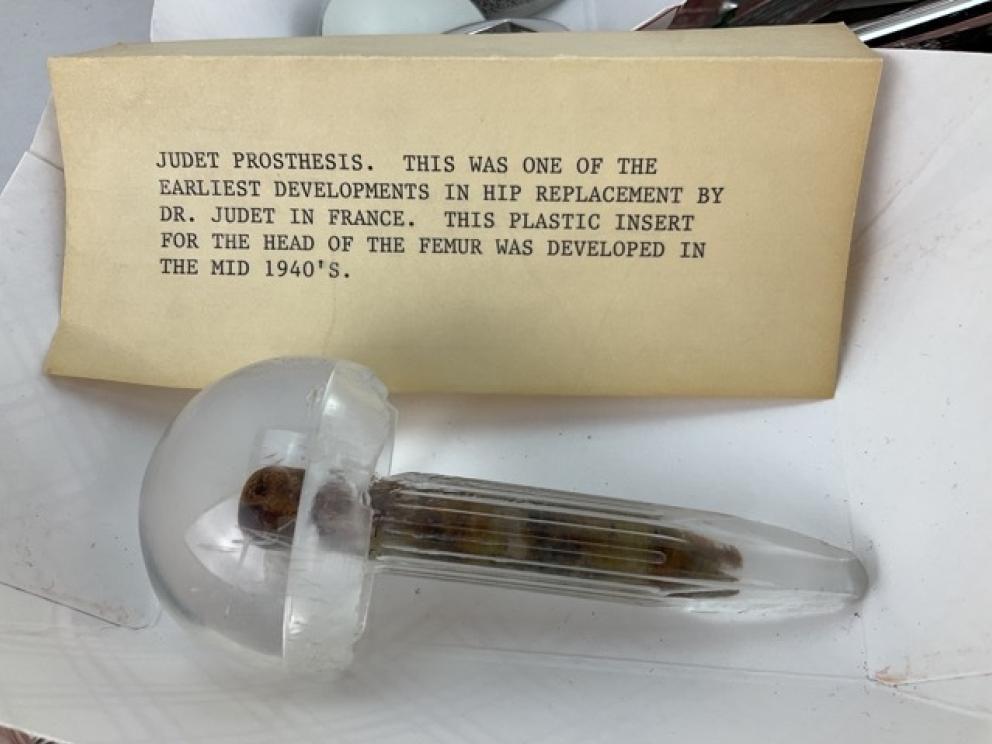 JUDET PROSTHESIS. THIS WAS ONE OF THE
EARLIEST DEVELOPMENTS IN HIP REPLACEMENT BY
DR. JUDET IN FRANCE. THIS PLASTIC INSERT
FOR THE HEAD OF THE FEMUR WAS DEVELOPED IN
THE MID 1940'S.